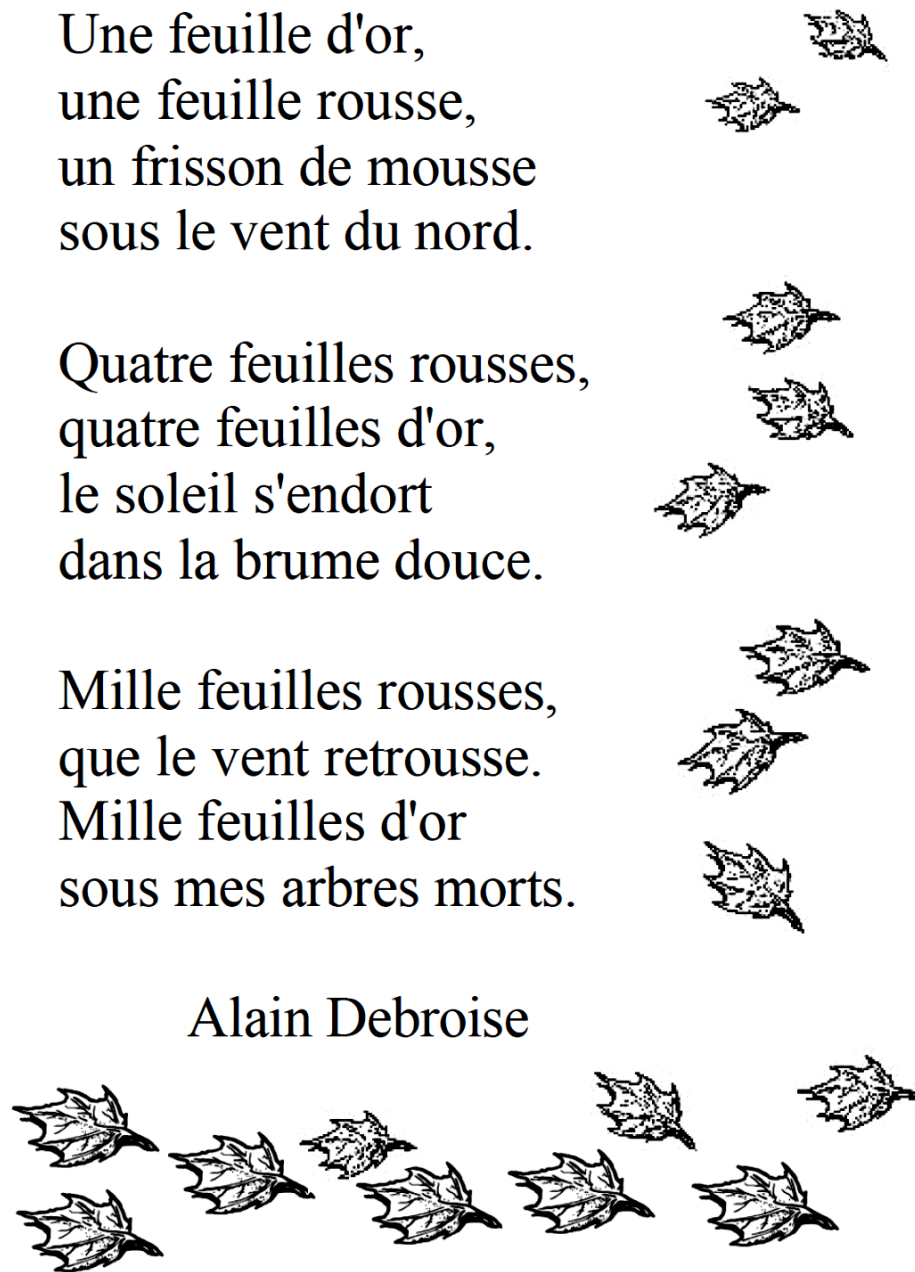 Une feuille d'or,
une feuille rousse,
un frisson de mousse
sous le vent du nord.
Quatre feuilles rousses,
quatre feuilles d'or,
le soleil s'endort
dans la brume douce.
Mille feuilles rousses,
que le vent retrousse.
Mille feuilles d'or
sous mes arbres morts.
Alain Debroise